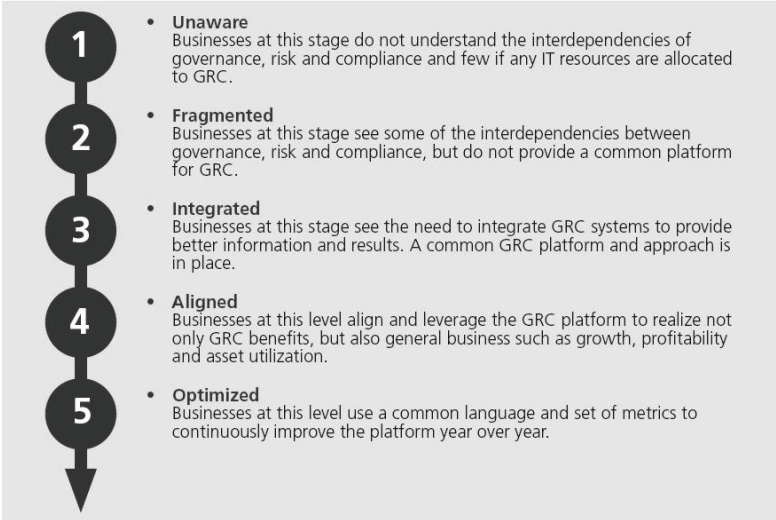 1
• Unaware
Businesses at this stage do not understand the interdependencies of
governance, risk and compliance and few if any IT resources are allocated
to GRC.
2
• Fragmented
Businesses at this stage see some of the interdependencies between
governance, risk and compliance, but do not provide a common platform
for GRC.
3
• Integrated
Businesses at this stage see the need to integrate GRC systems to provide
better information and results. A common GRC platform and approach is
in place.
4
• Aligned
Businesses at this level align and leverage the GRC platform to realize not
only GRC benefits, but also general business such as growth, profitability
and asset utilization.
5
• Optimized
Businesses at this level use a common language and set of metrics to
continuously improve the platform year over year.